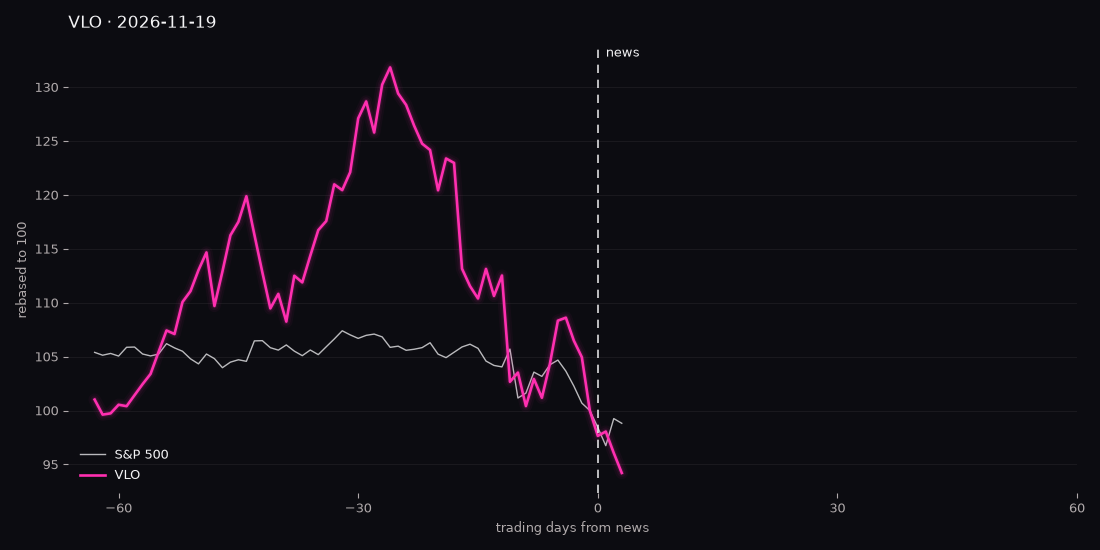 VLO · 2026-11-19
news
130
125
120
115
110
105
100
95
rebased to 100
S&P 500
VLO
−60
−30
0
30
60
trading days from news